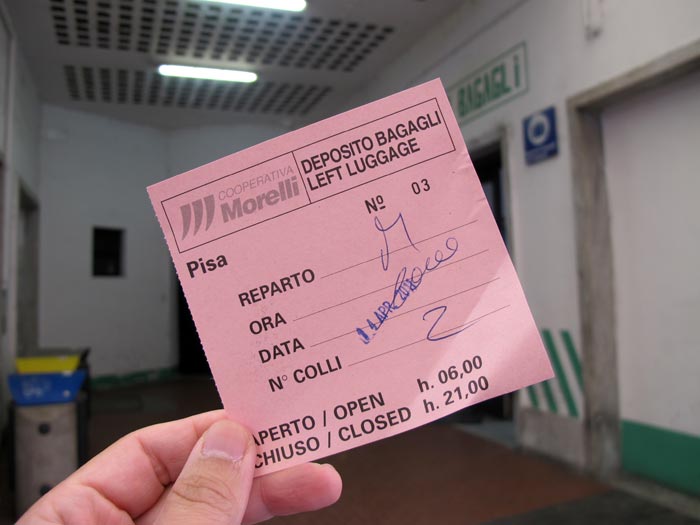 BAGAGLI
COOPERATIVA
Morelli
DEPOSITO BAGAGLI
LEFT LUGGAGE
Nº 03
Pisa
REPARTO
ORA
DATA
N° COLLI 2
APERTO / OPEN h. 06,00
CHIUSO / CLOSED h. 21,00